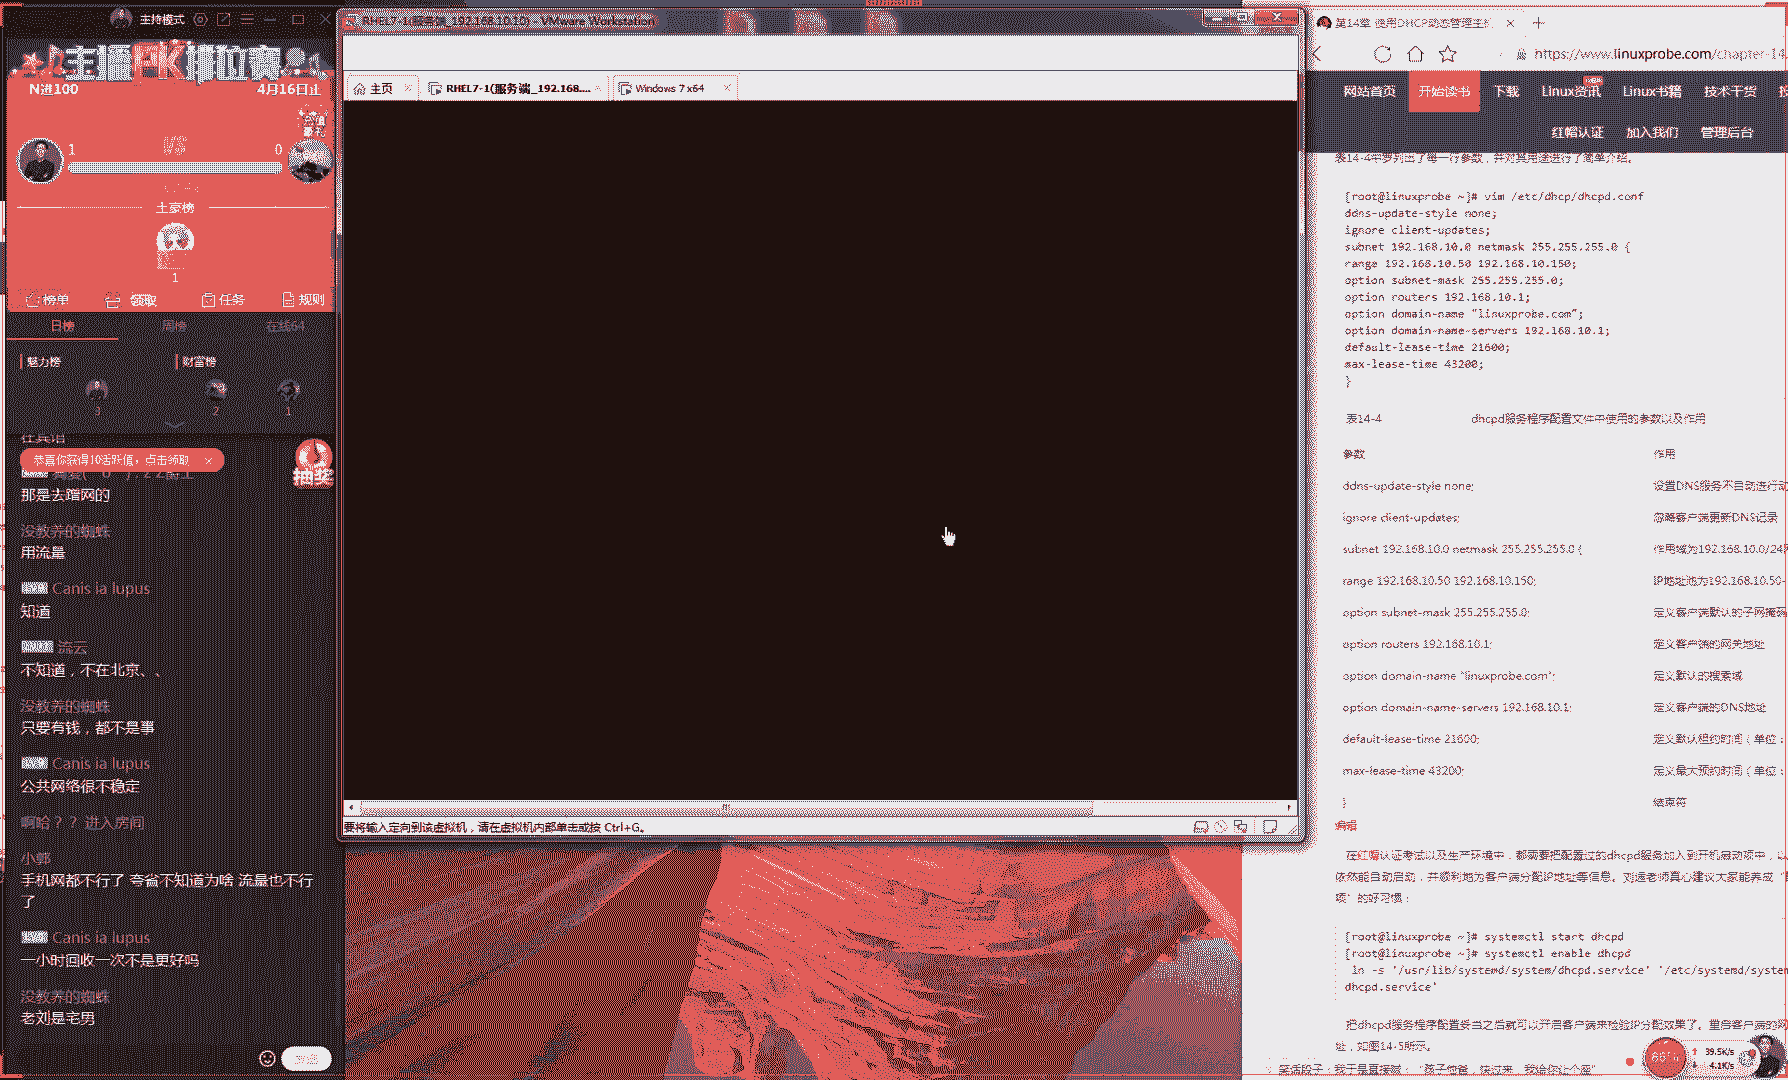 主持模式
主播PK排位赛
N进100
4月16日止
1
VS
0
土豪榜
1
榜单
领取
任务
规则
日榜
周榜
在线64
魅力榜
财富榜
3
2
1
恭喜你获得10活跃值，点击领取
抽奖
那是去蹭网的
没教养的蜘蛛
用流量
Canis ia lupus
知道
流云
不知道，不在北京、、
没教养的蜘蛛
只要有钱，都不是事
Canis ia lupus
公共网络很不稳定
啊哈？？ 进入房间
小郭
手机网都不行了 夸省不知道为啥 流量也不行
了
Canis ia lupus
一小时回收一次不是更好吗
没教养的蜘蛛
老刘是宅男
主页
RHEL7-1(服务端_192.168....
Windows 7 x64
要将输入定向到该虚拟机，请在虚拟机内部单击或按 Ctrl+G。
第14章 使用DHCP动态管理主机
https://www.linuxprobe.com/chapter-14.
网站首页
开始读书
下载
Linux资讯
Linux书籍
技术干货
红帽认证
加入我们
管理后台
表14-4中罗列出了每一行参数，并对其用途进行了简单介绍。
[root@linuxprobe ~]# vim /etc/dhcp/dhcpd.conf
ddns-update-style none;
ignore client-updates;
subnet 192.168.10.0 netmask 255.255.255.0 {
range 192.168.10.50 192.168.10.150;
option subnet-mask 255.255.255.0;
option routers 192.168.10.1;
option domain-name "linuxprobe.com";
option domain-name-servers 192.168.10.1;
default-lease-time 21600;
max-lease-time 43200;
}
表14-4 dhcpd服务程序配置文件中使用的参数以及作用
参数 作用
ddns-update-style none; 设置DNS服务不自动进行动
ignore client-updates; 忽略客户端更新DNS记录
subnet 192.168.10.0 netmask 255.255.255.0 { 作用域为192.168.10.0/24网
range 192.168.10.50 192.168.10.150; IP地址池为192.168.10.50-
option subnet-mask 255.255.255.0; 定义客户端默认的子网掩码
option routers 192.168.10.1; 定义客户端的网关地址
option domain-name "linuxprobe.com"; 定义默认的搜索域
option domain-name-servers 192.168.10.1; 定义客户端的DNS地址
default-lease-time 21600; 定义默认租约时间（单位：
max-lease-time 43200; 定义最大预约时间（单位：
} 结束符
编辑
在红帽认证考试以及生产环境中，都需要把配置过的dhcpd服务加入到开机启动项中，以
依然能自动启动，并顺利地为客户端分配IP地址等信息。刘遄老师真心建议大家能养成“配
项”的好习惯：
[root@linuxprobe ~]# systemctl start dhcpd
[root@linuxprobe ~]# systemctl enable dhcpd
ln -s '/usr/lib/systemd/system/dhcpd.service' '/etc/systemd/system
dhcpd.service'
把dhcpd服务程序配置妥当之后就可以开启客户端来检验IP分配效果了。重启客户端的网
址，如图14-5所示。
39.5K/s
4.1K/s